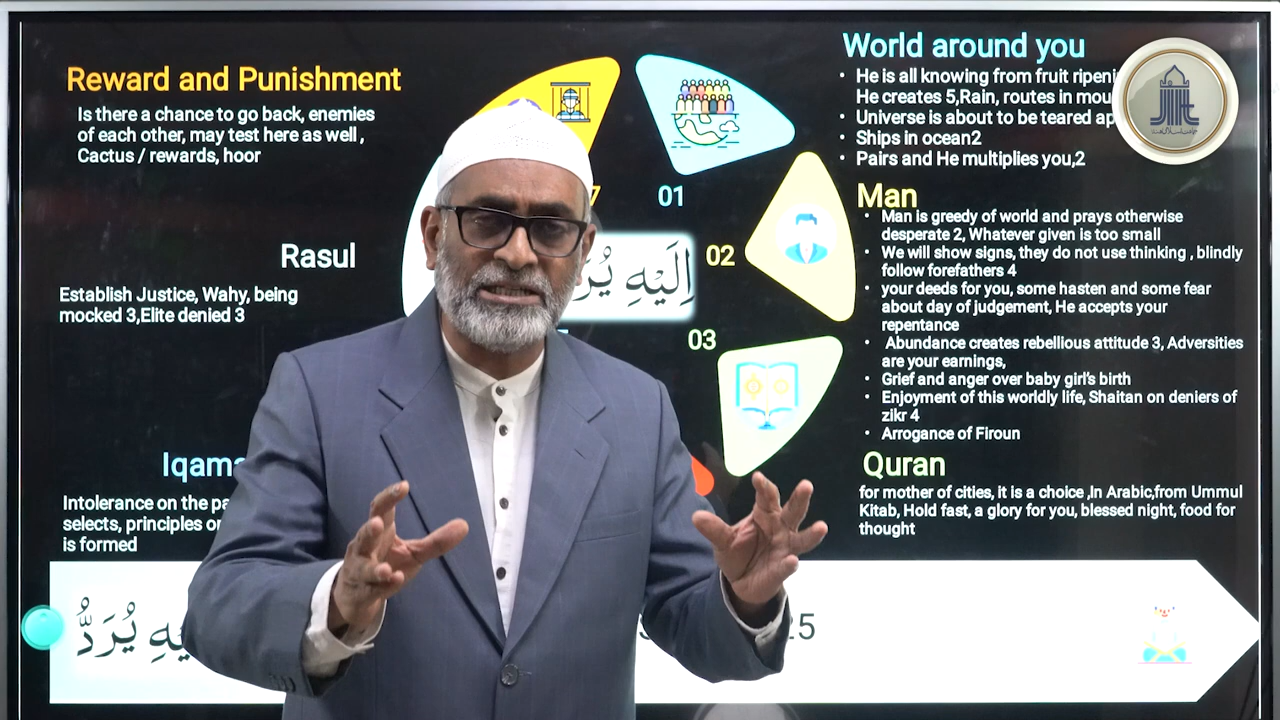 Reward and Punishment
Is there a chance to go back, enemies
of each other, may test here as well ,
Cactus / rewards, hoor
Rasul
Establish Justice, Wahy, being
mocked 3,Elite denied 3
Intolerance on the
selects, principles
is formed
إِلَيْهِ
01
02
03
World around you
• He is all knowing from fruit
He creates 5,Rain, routes in
• Universe is about to be teared
• Ships in ocean2
• Pairs and He multiplies you,2
Man
• Man is greedy of world and prays otherwise
desperate 2, Whatever given is too small
• We will show signs, they do not use thinking , blindly
follow forefathers 4
• your deeds for you, some hasten and some fear
about day of judgement, He accepts your
repentance
• Abundance creates rebellious attitude 3, Adversities
are your earnings,
• Grief and anger over baby girl's birth
• Enjoyment of this worldly life, Shaitan on deniers of
zikr 4
• Arrogance of Firoun
Quran
for mother of cities, it is a choice ,In Arabic,from Ummul
Kitab, Hold fast, a glory for you, blessed night, food for
thought
يُرَدُّ
25